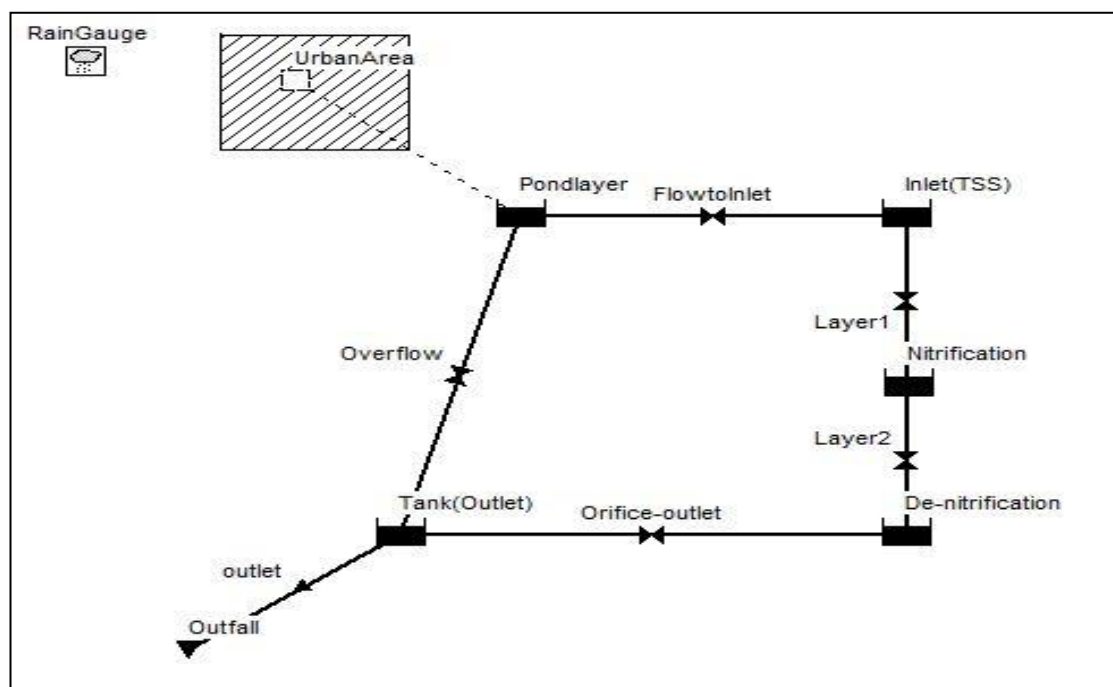 RainGauge
UrbanArea
Pondlayer
FlowtoInlet
Inlet(TSS)
Layer1
Overflow
Nitrification
Layer2
Tank(Outlet)
Orifice-outlet
De-nitrification
outlet
Outfall